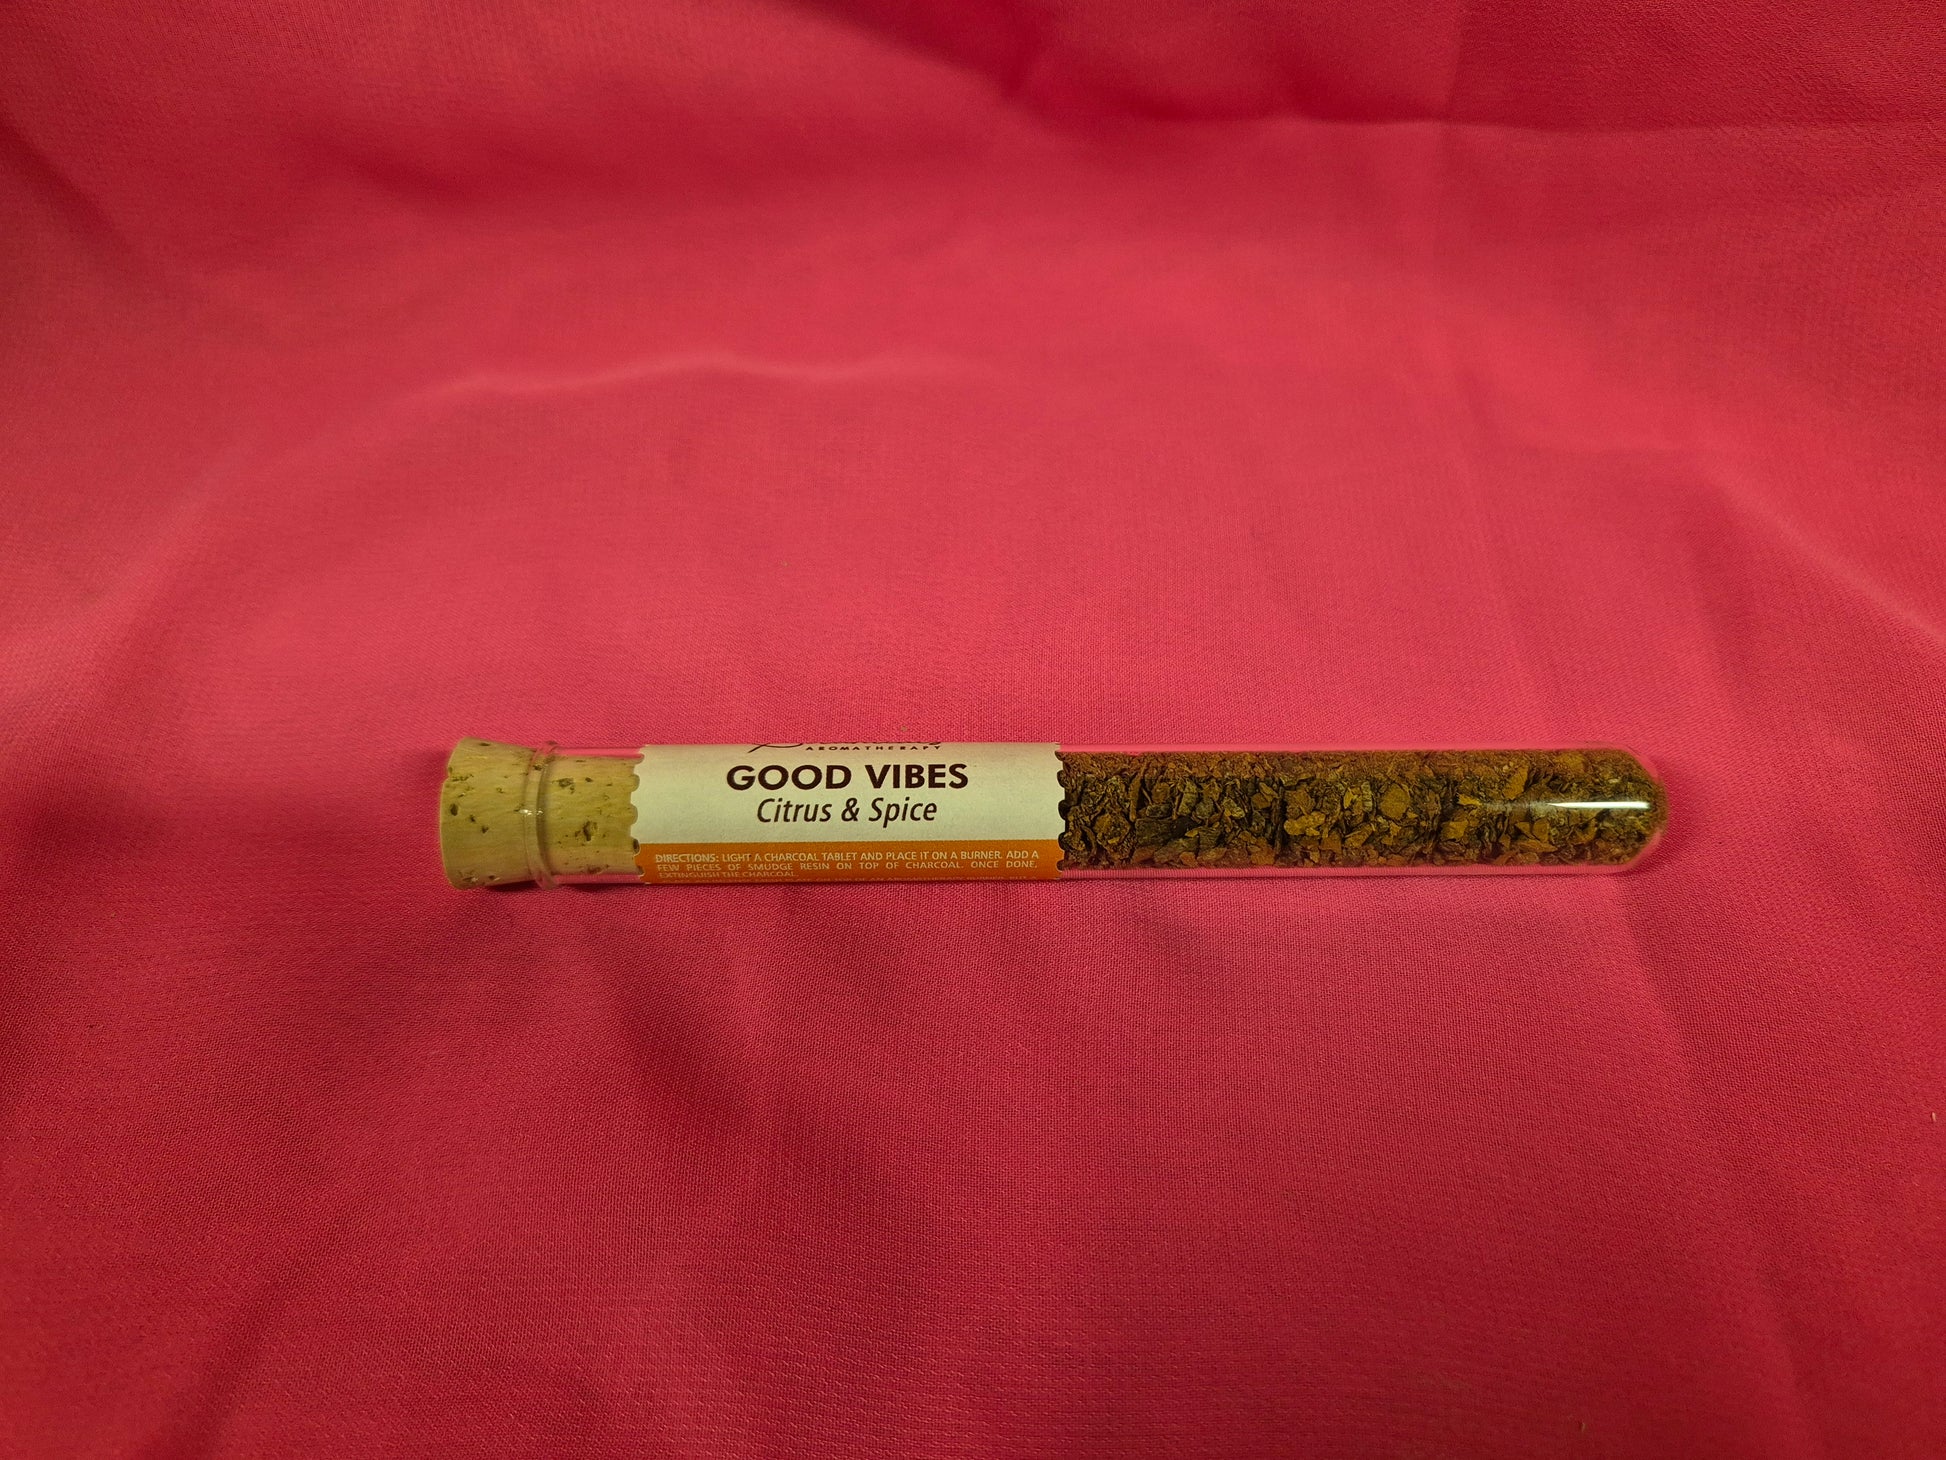 AROMATHERAPY
GOOD VIBES
Citrus & Spice
DIRECTIONS: LIGHT A CHARCOAL TABLET AND PLACE IT ON A BURNER. ADD A
FEW PIECES OF SMUDGE RESIN ON TOP OF CHARCOAL. ONCE DONE,
EXTINGUISH THE CHARCOAL.